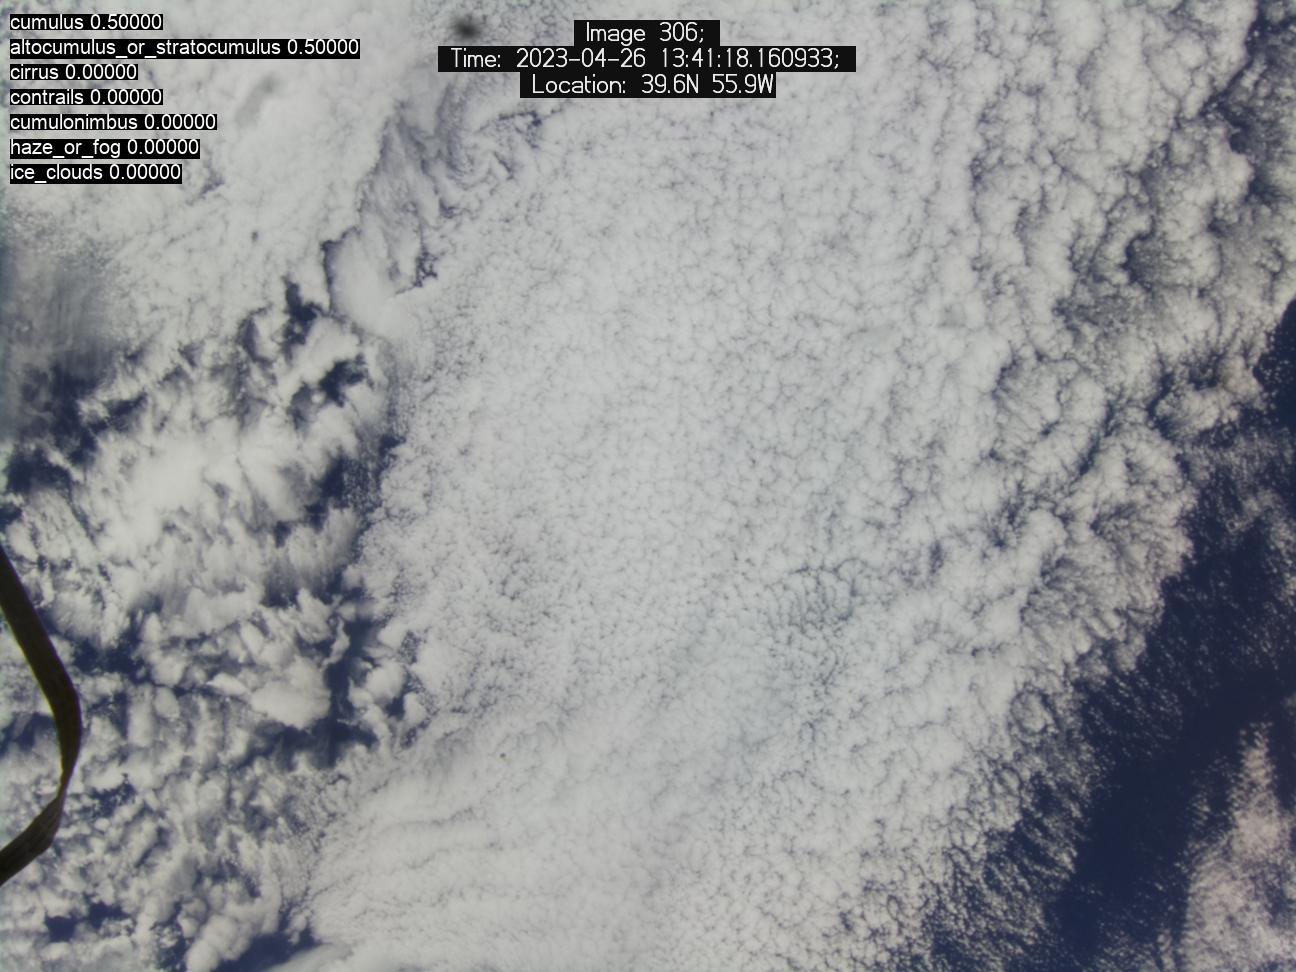 cumulus 0.50000
altocumulus_or_stratocumulus 0.50000
cirrus 0.00000
contrails 0.00000
cumulonimbus 0.00000
haze_or_fog 0.00000
ice_clouds 0.00000
Image 306;
Time: 2023-04-26 13:41:18.160933;
Location: 39.6N 55.9W